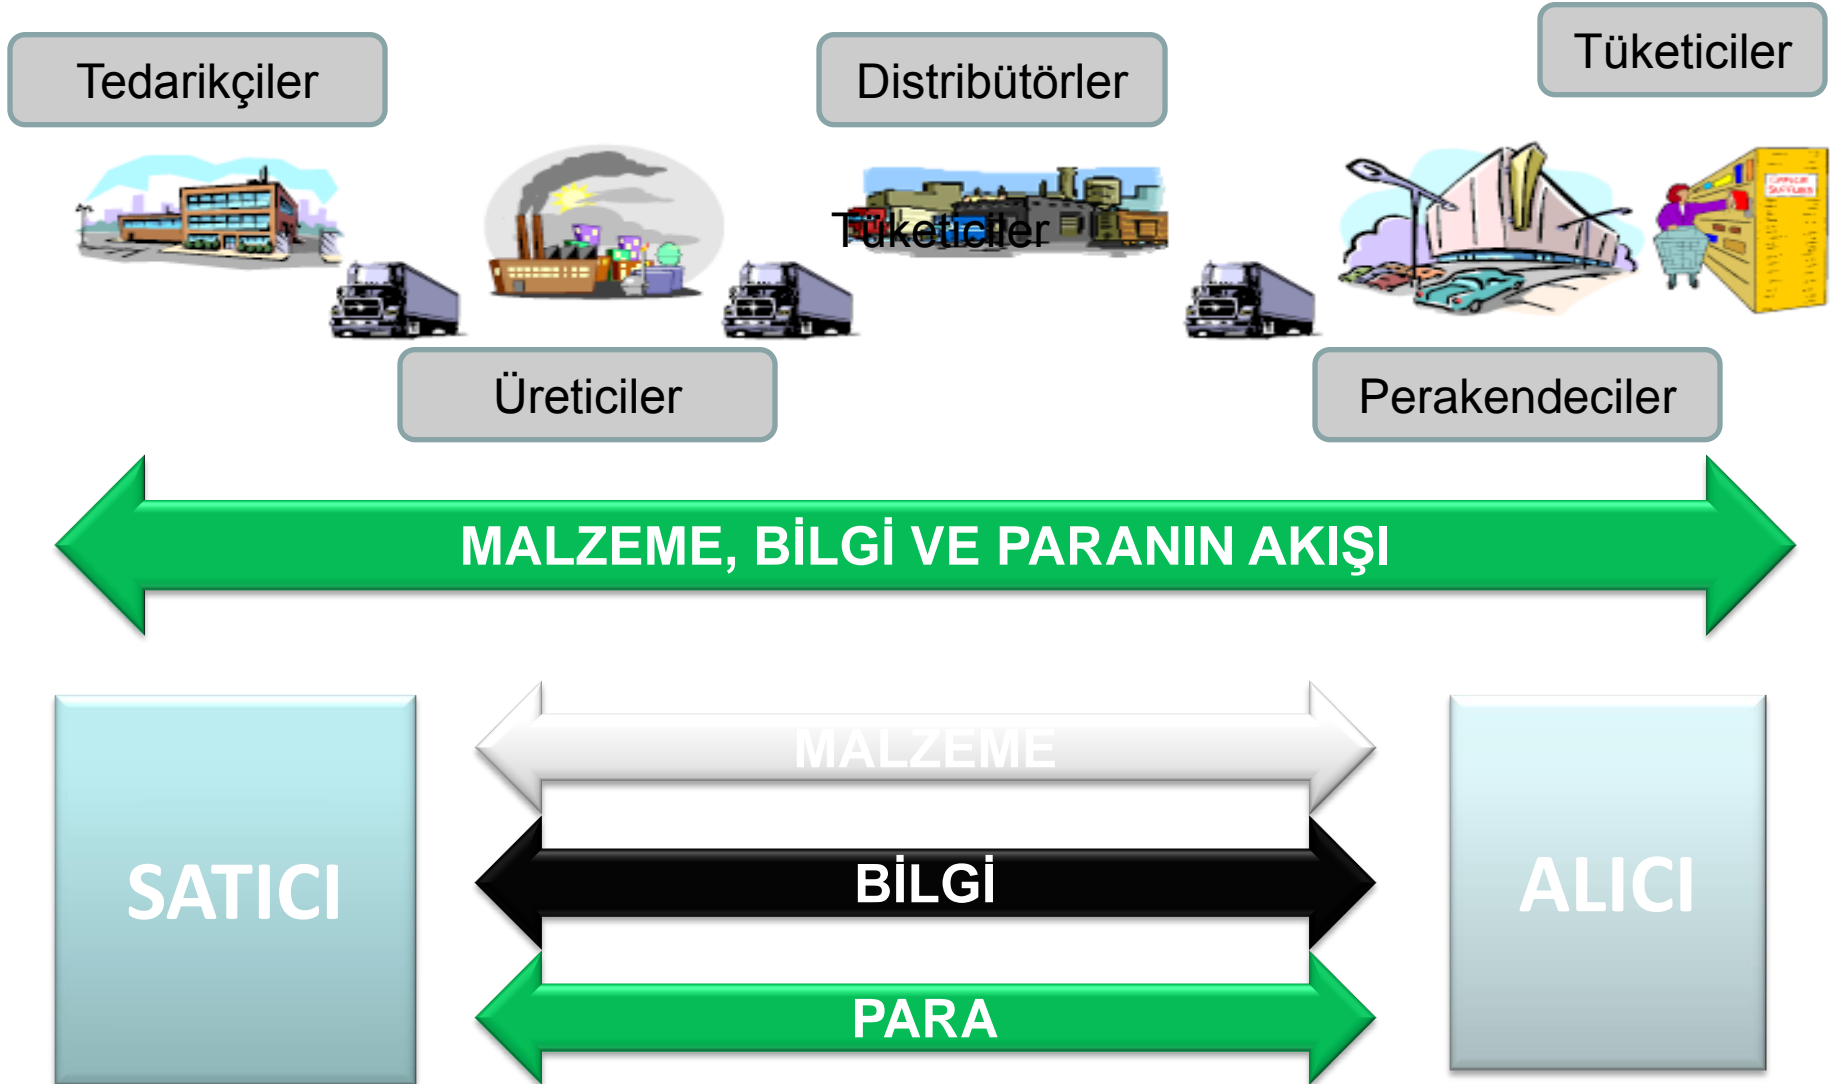 Tedarikçiler
Distribütörler
Tüketiciler
Tüketiciler
Üreticiler
Perakendeciler
MALZEME, BİLGİ VE PARANIN AKIŞI
SATICI
MALZEME
BİLGİ
PARA
ALICI